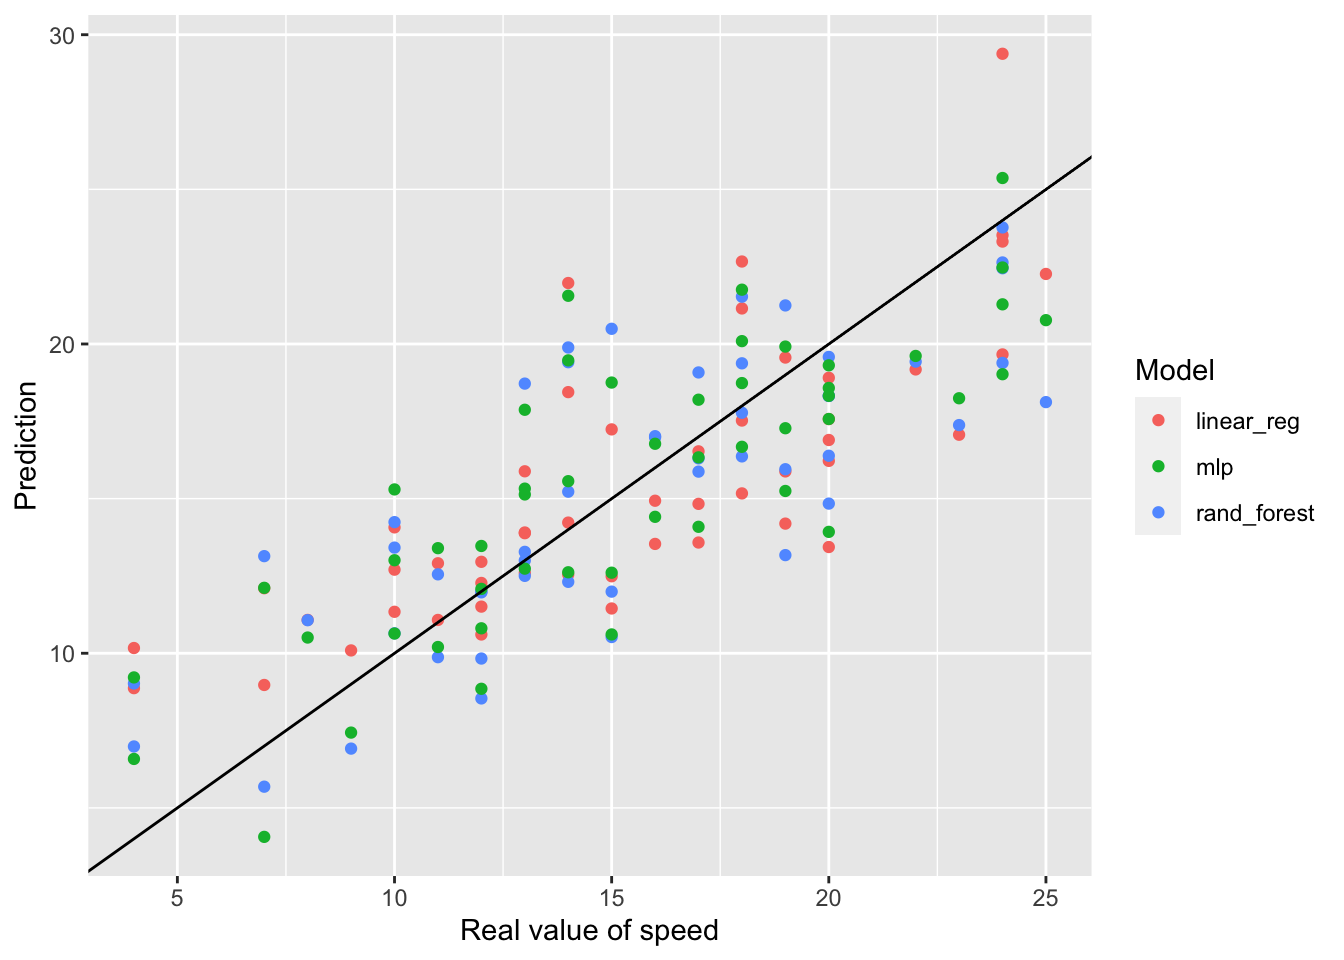 30
20
10
Prediction
5
10
15
20
25
Real value of speed
Model
linear_reg
mlp
rand_forest